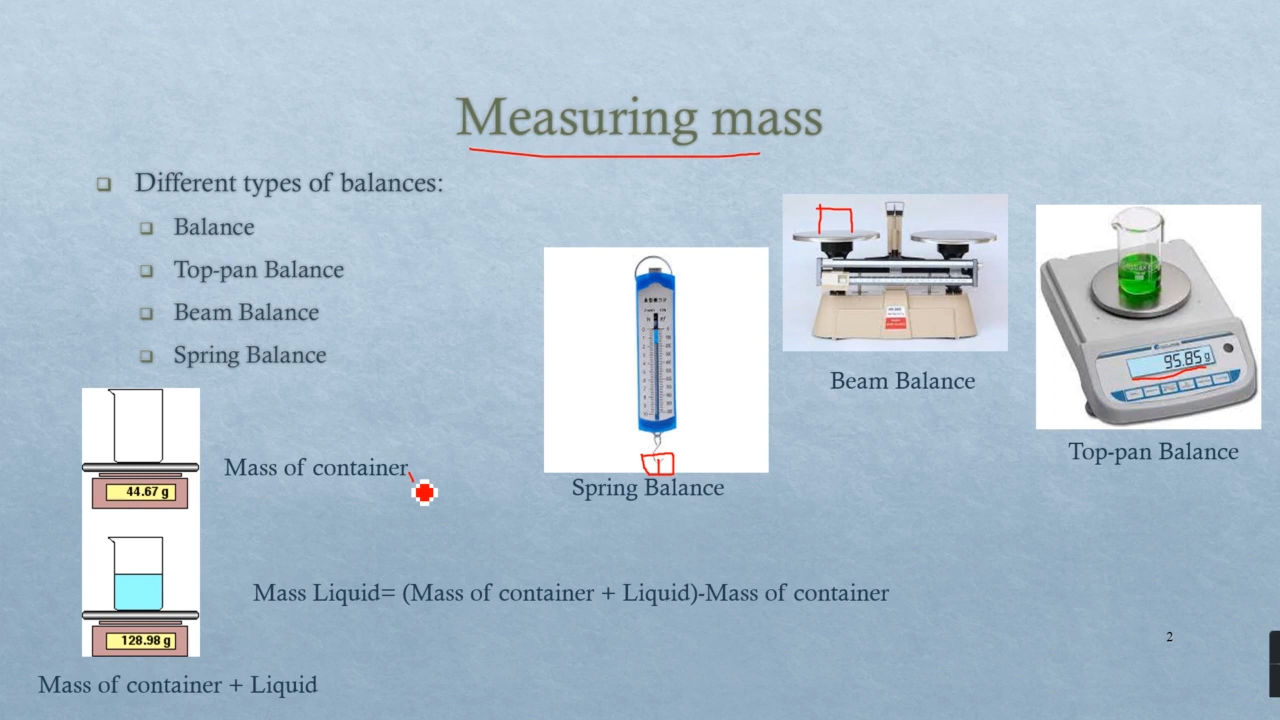 Measuring mass
Different types of balances:
Balance
Top-pan Balance
Beam Balance
Spring Balance
95.85 g
Beam Balance
Top-pan Balance
Mass of container
Spring Balance
44.67 g
Mass Liquid= (Mass of container + Liquid)-Mass of container
128.98 g
2
Mass of container + Liquid